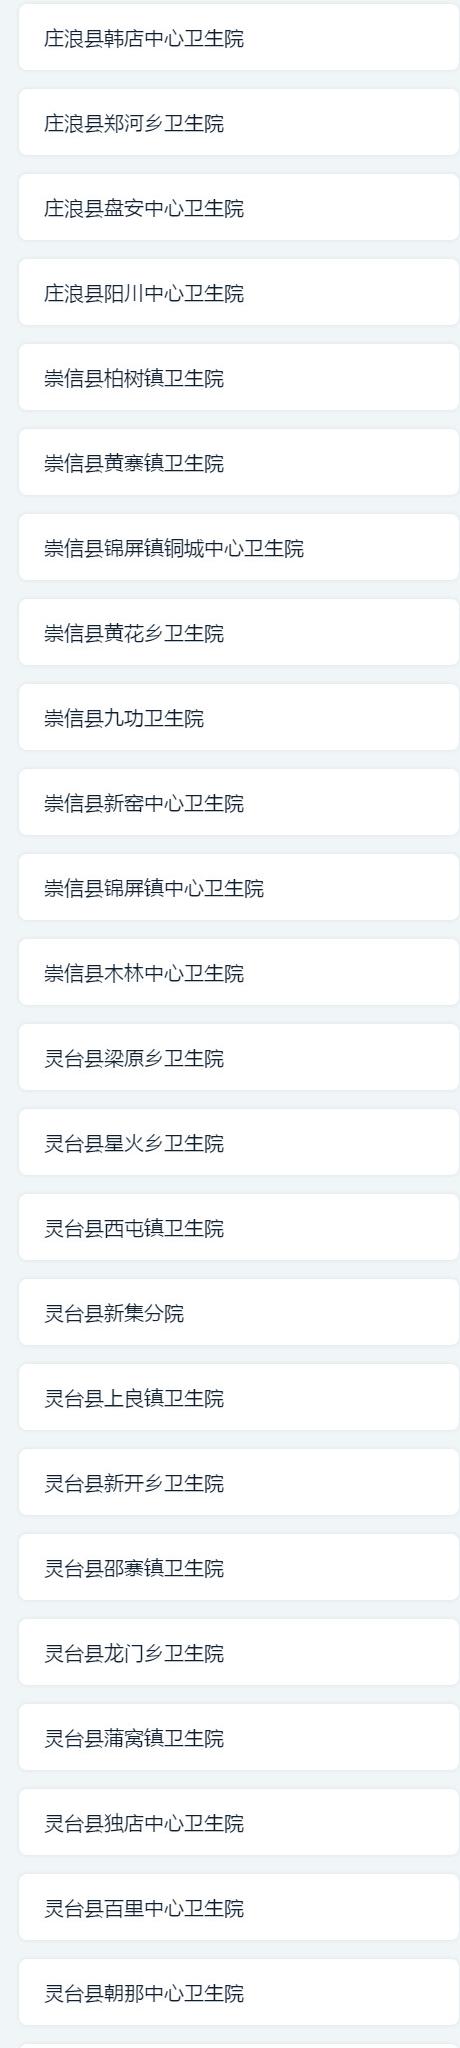 庄浪县韩店中心卫生院
庄浪县郑河乡卫生院
庄浪县盘安中心卫生院
庄浪县阳川中心卫生院
崇信县柏树镇卫生院
崇信县黄寨镇卫生院
崇信县锦屏镇铜城中心卫生院
崇信县黄花乡卫生院
崇信县九功卫生院
崇信县新窑中心卫生院
崇信县锦屏镇中心卫生院
崇信县木林中心卫生院
灵台县梁原乡卫生院
灵台县星火乡卫生院
灵台县西屯镇卫生院
灵台县新集分院
灵台县上良镇卫生院
灵台县新开乡卫生院
灵台县邵寨镇卫生院
灵台县龙门乡卫生院
灵台县蒲窝镇卫生院
灵台县独店中心卫生院
灵台县百里中心卫生院
灵台县朝那中心卫生院